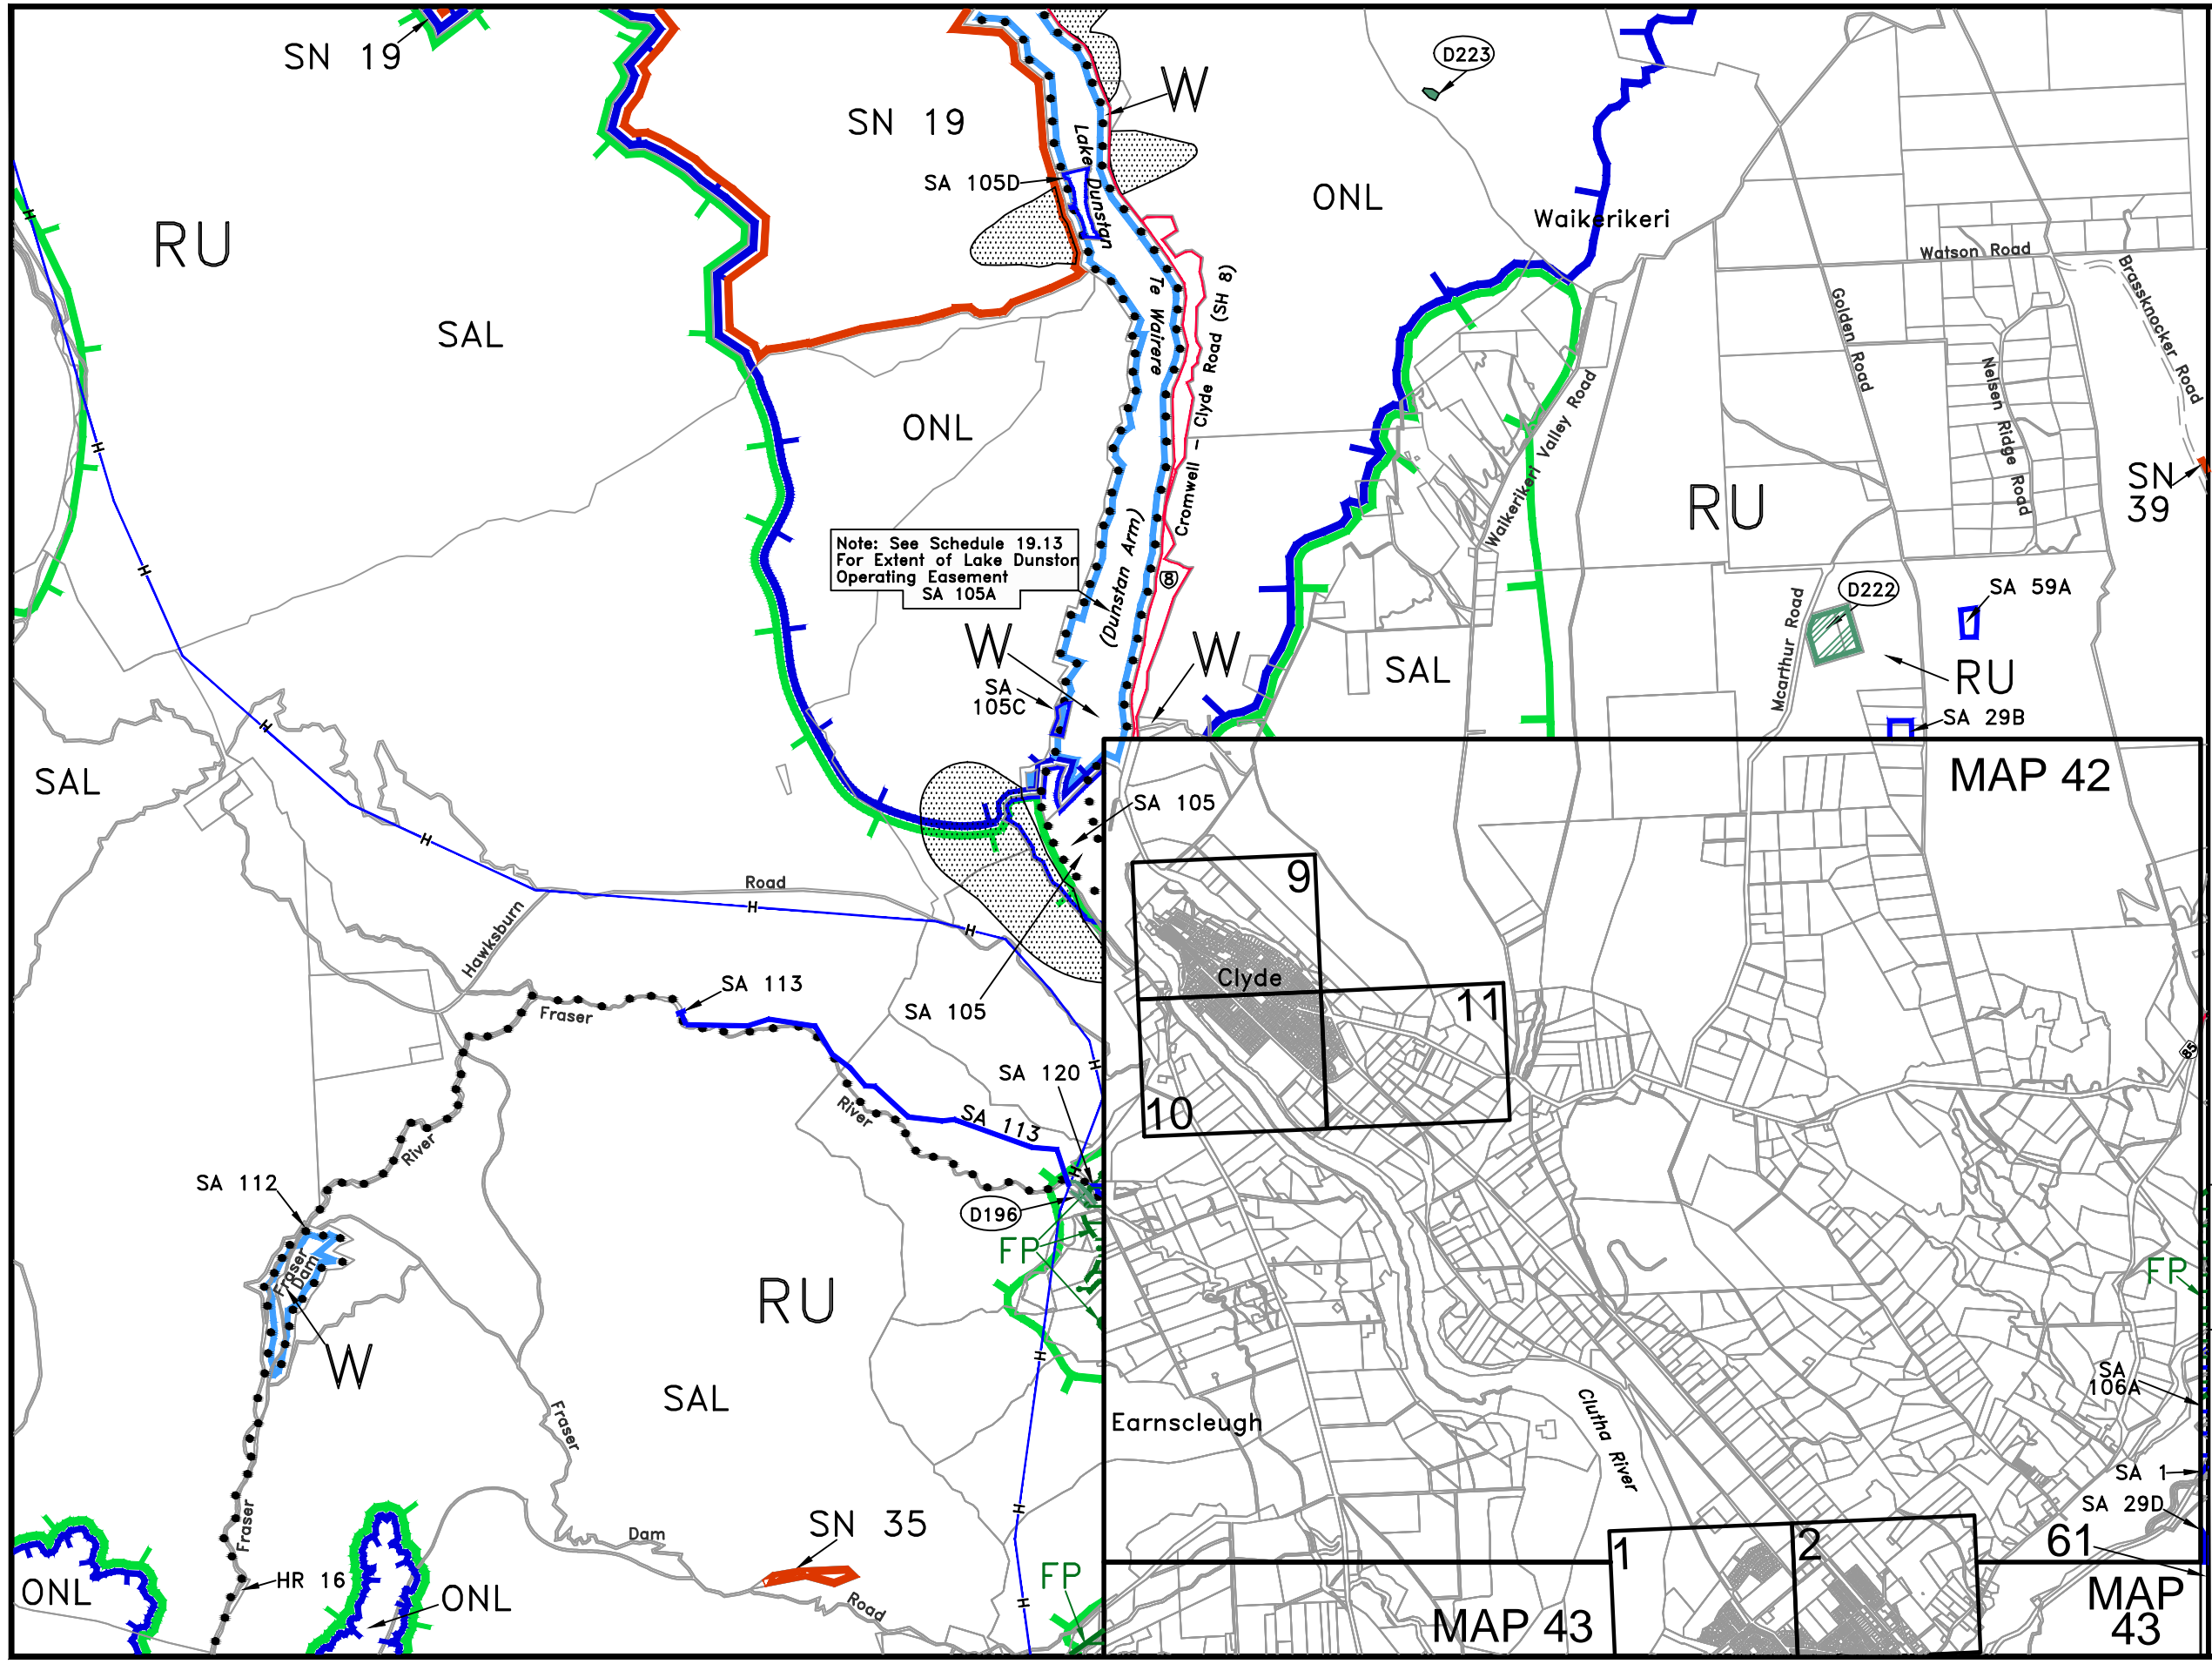 SN 19
SN 19
W
D223
RU
SA 105D
Lake Dunstan
ONL
Waikerikeri
Watson Road
Brassknocker Road
Golden Road
SAL
Te Wairere
Cromwell - Clyde Road (SH 8)
ONL
Nelsen Ridge Road
Waikerikeri Valley Road
RU
SN
39
Note: See Schedule 19.13
For Extent of Lake Dunston
Operating Easement
SA 105A
(Dunstan Arm)
8
D222
SA 59A
Mcarthur Road
W
W
SAL
RU
SA
105C
SA 29B
SAL
MAP 42
SA 105
9
Road
Hawksburn
Clyde
SA 113
SA 105
11
Fraser
85
SA 120
River
SA 113
10
River
SA 112
D196
FP
Fraser
Dam
RU
FP
W
SAL
SA
106A
Fraser
Earnscleugh
Clutha River
SA 1
SA 29D
Fraser
Dam
SN 35
1
2
61
ONL
HR 16
ONL
FP
Road
MAP 43
MAP
43
H
H
H
H
H
H
H
H
H
H
H
H